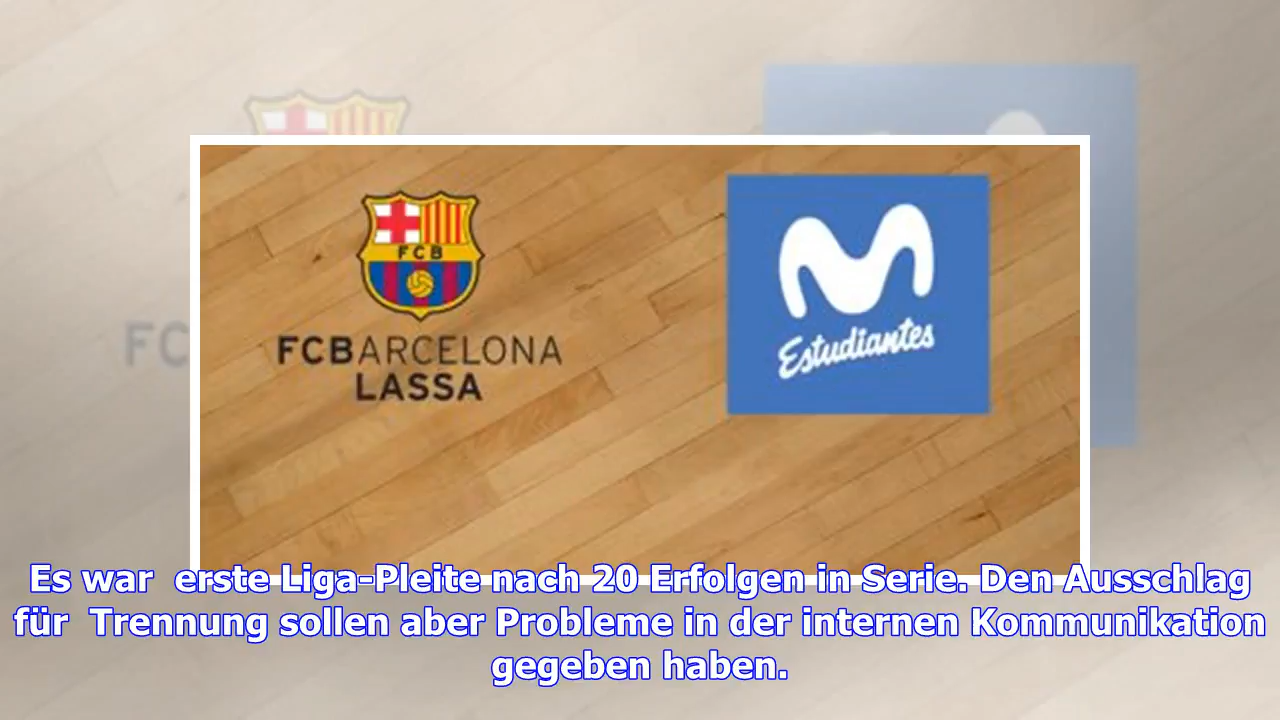 FCB
FCBARCELONA
LASSA
Estudiantes
FC
Es war  erste Liga-Pleite nach 20 Erfolgen in Serie. Den Ausschlag
für  Trennung sollen aber Probleme in der internen Kommunikation
gegeben haben.